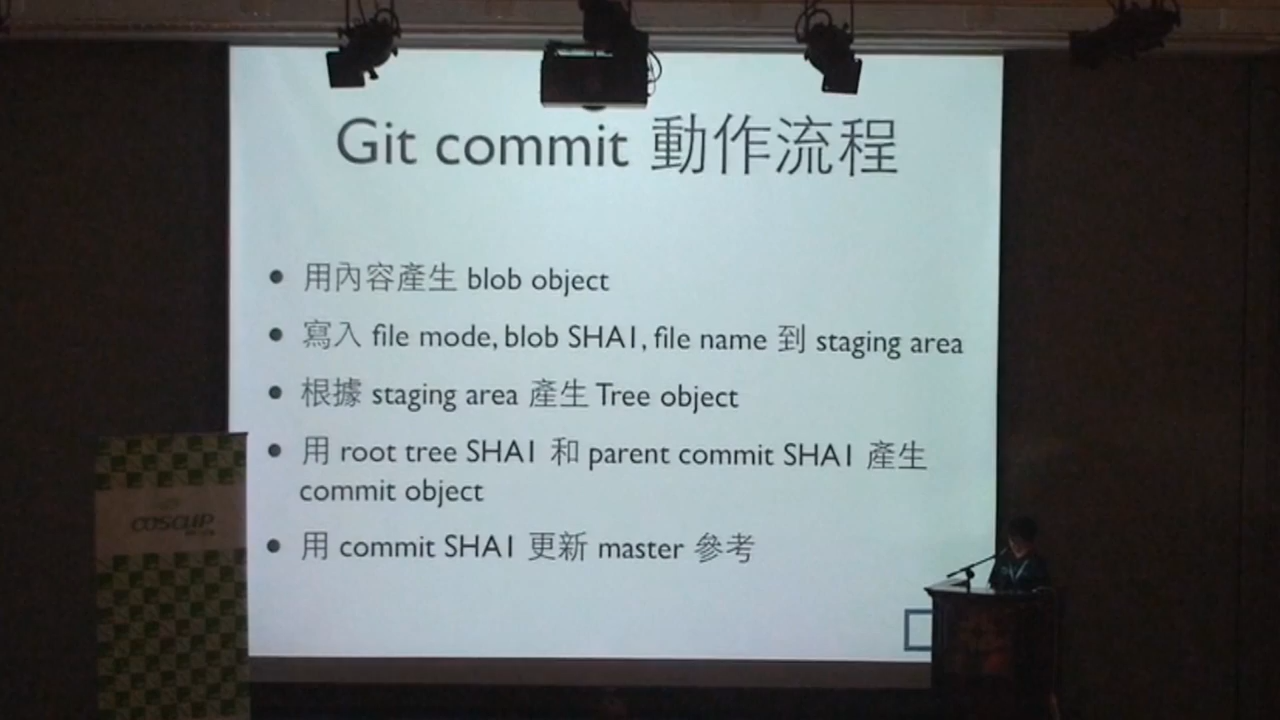 Git commit 動作流程
用內容產生 blob object
寫入 file mode, blob SHA1, file name 到 staging area
根據 staging area 產生 Tree object
用 root tree SHA1 和 parent commit SHA1 產生
commit object
用 commit SHA1 更新 master 參考
COSCUP